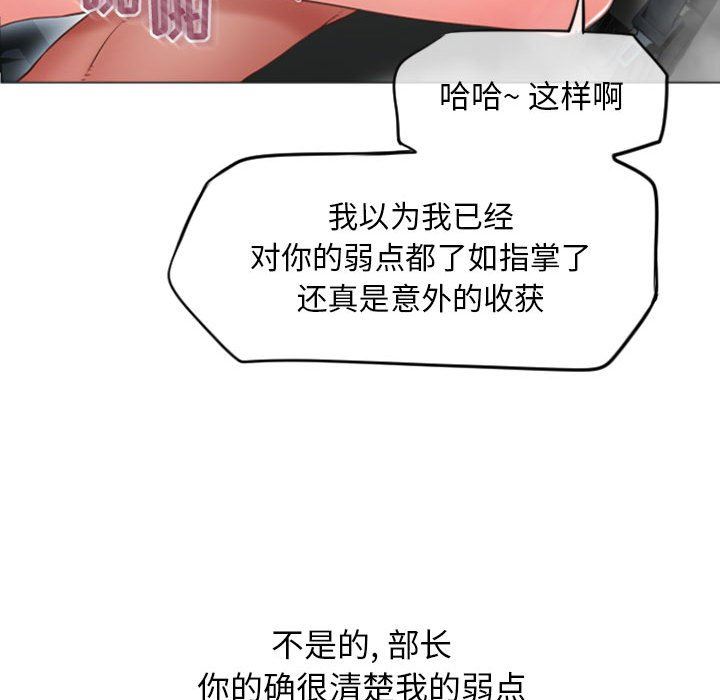 哈哈~ 这样啊
我以为我已经
对你的弱点都了如指掌了
还真是意外的收获
不是的, 部长
你的确很清楚我的弱点